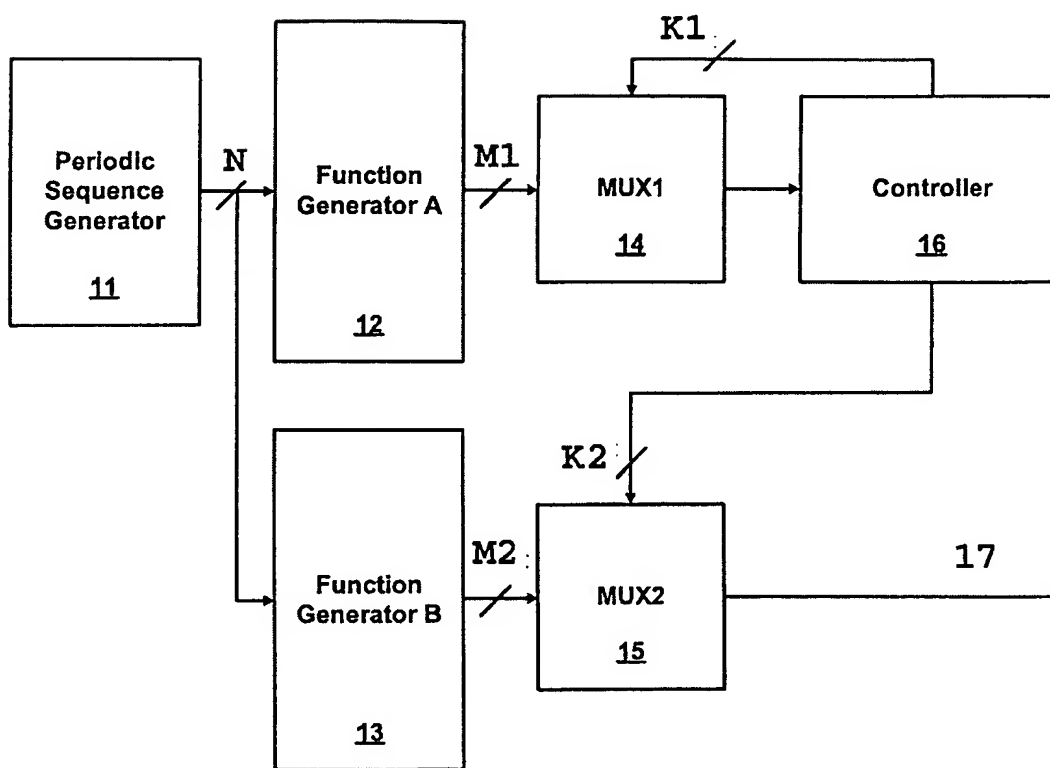 K1
Periodic
Sequence
Generator
11
N
Function
Generator A
12
M1
MUX1
14
Controller
16
K2
Function
Generator B
13
M2
MUX2
15
17